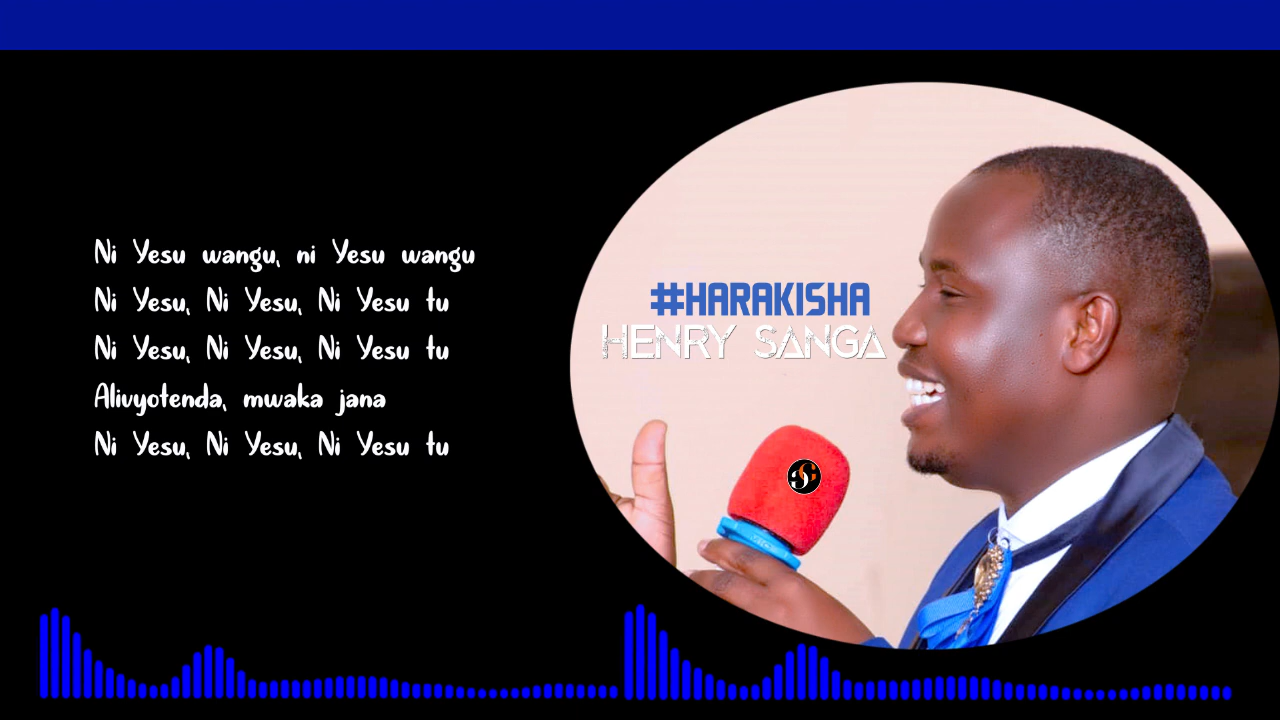 Ni Yesu wangu, ni Yesu wangu
Ni Yesu, Ni Yesu, Ni Yesu tu
Ni Yesu, Ni Yesu, Ni Yesu tu
Alivyotenda, mwaka jana
Ni Yesu, Ni Yesu, Ni Yesu tu
#HARAKISHA
HENRY SANGA